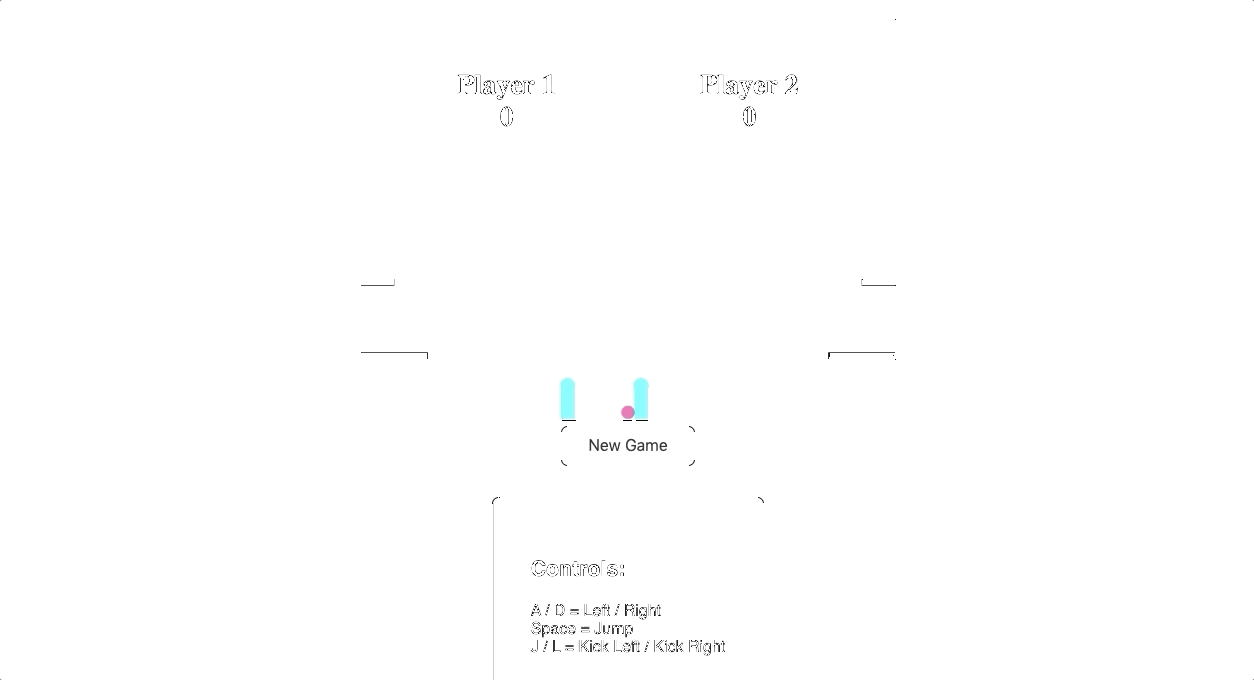 Player 1
Player 2
0
0
New Game
Controls:
A / D = Left / Right
Space = Jump
J / L = Kick Left / Kick Right